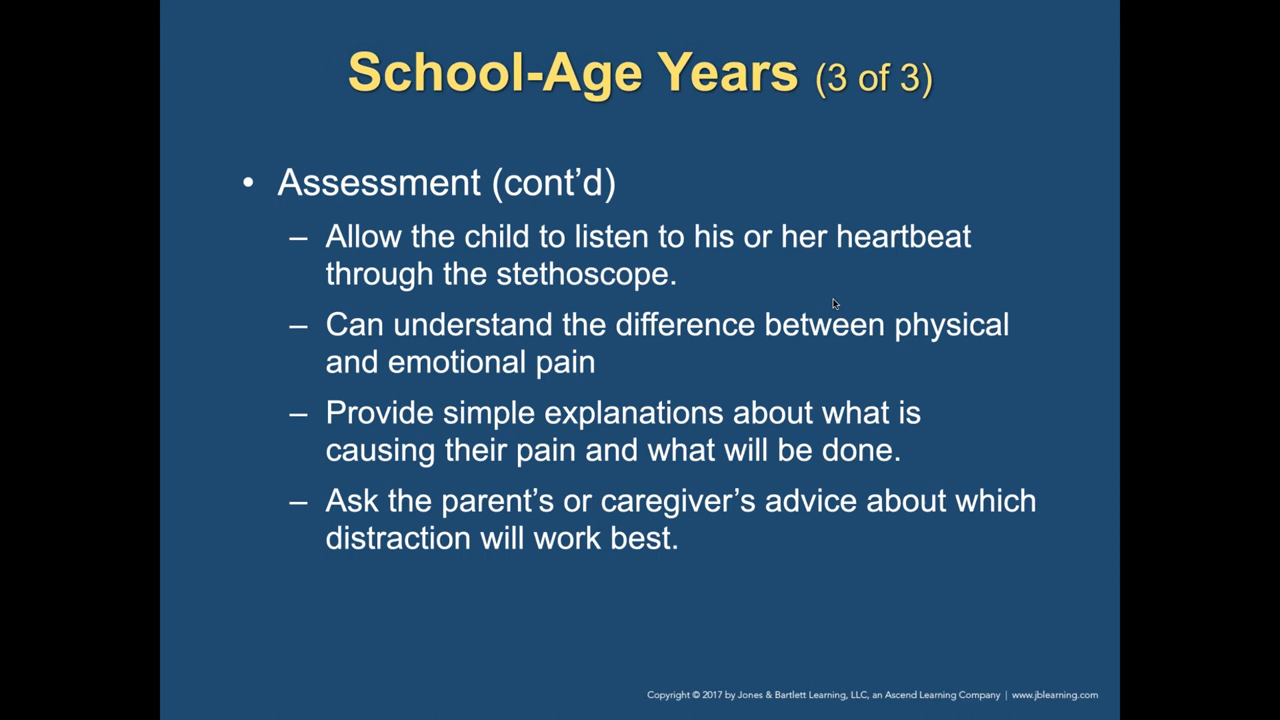 School-Age Years (3 of 3)
• Assessment (cont’d)
– Allow the child to listen to his or her heartbeat
through the stethoscope.
– Can understand the difference between physical
and emotional pain
– Provide simple explanations about what is
causing their pain and what will be done.
– Ask the parent’s or caregiver’s advice about which
distraction will work best.
Copyright © 2017 by Jones & Bartlett Learning, LLC, an Ascend Learning Company | www.jblearning.com